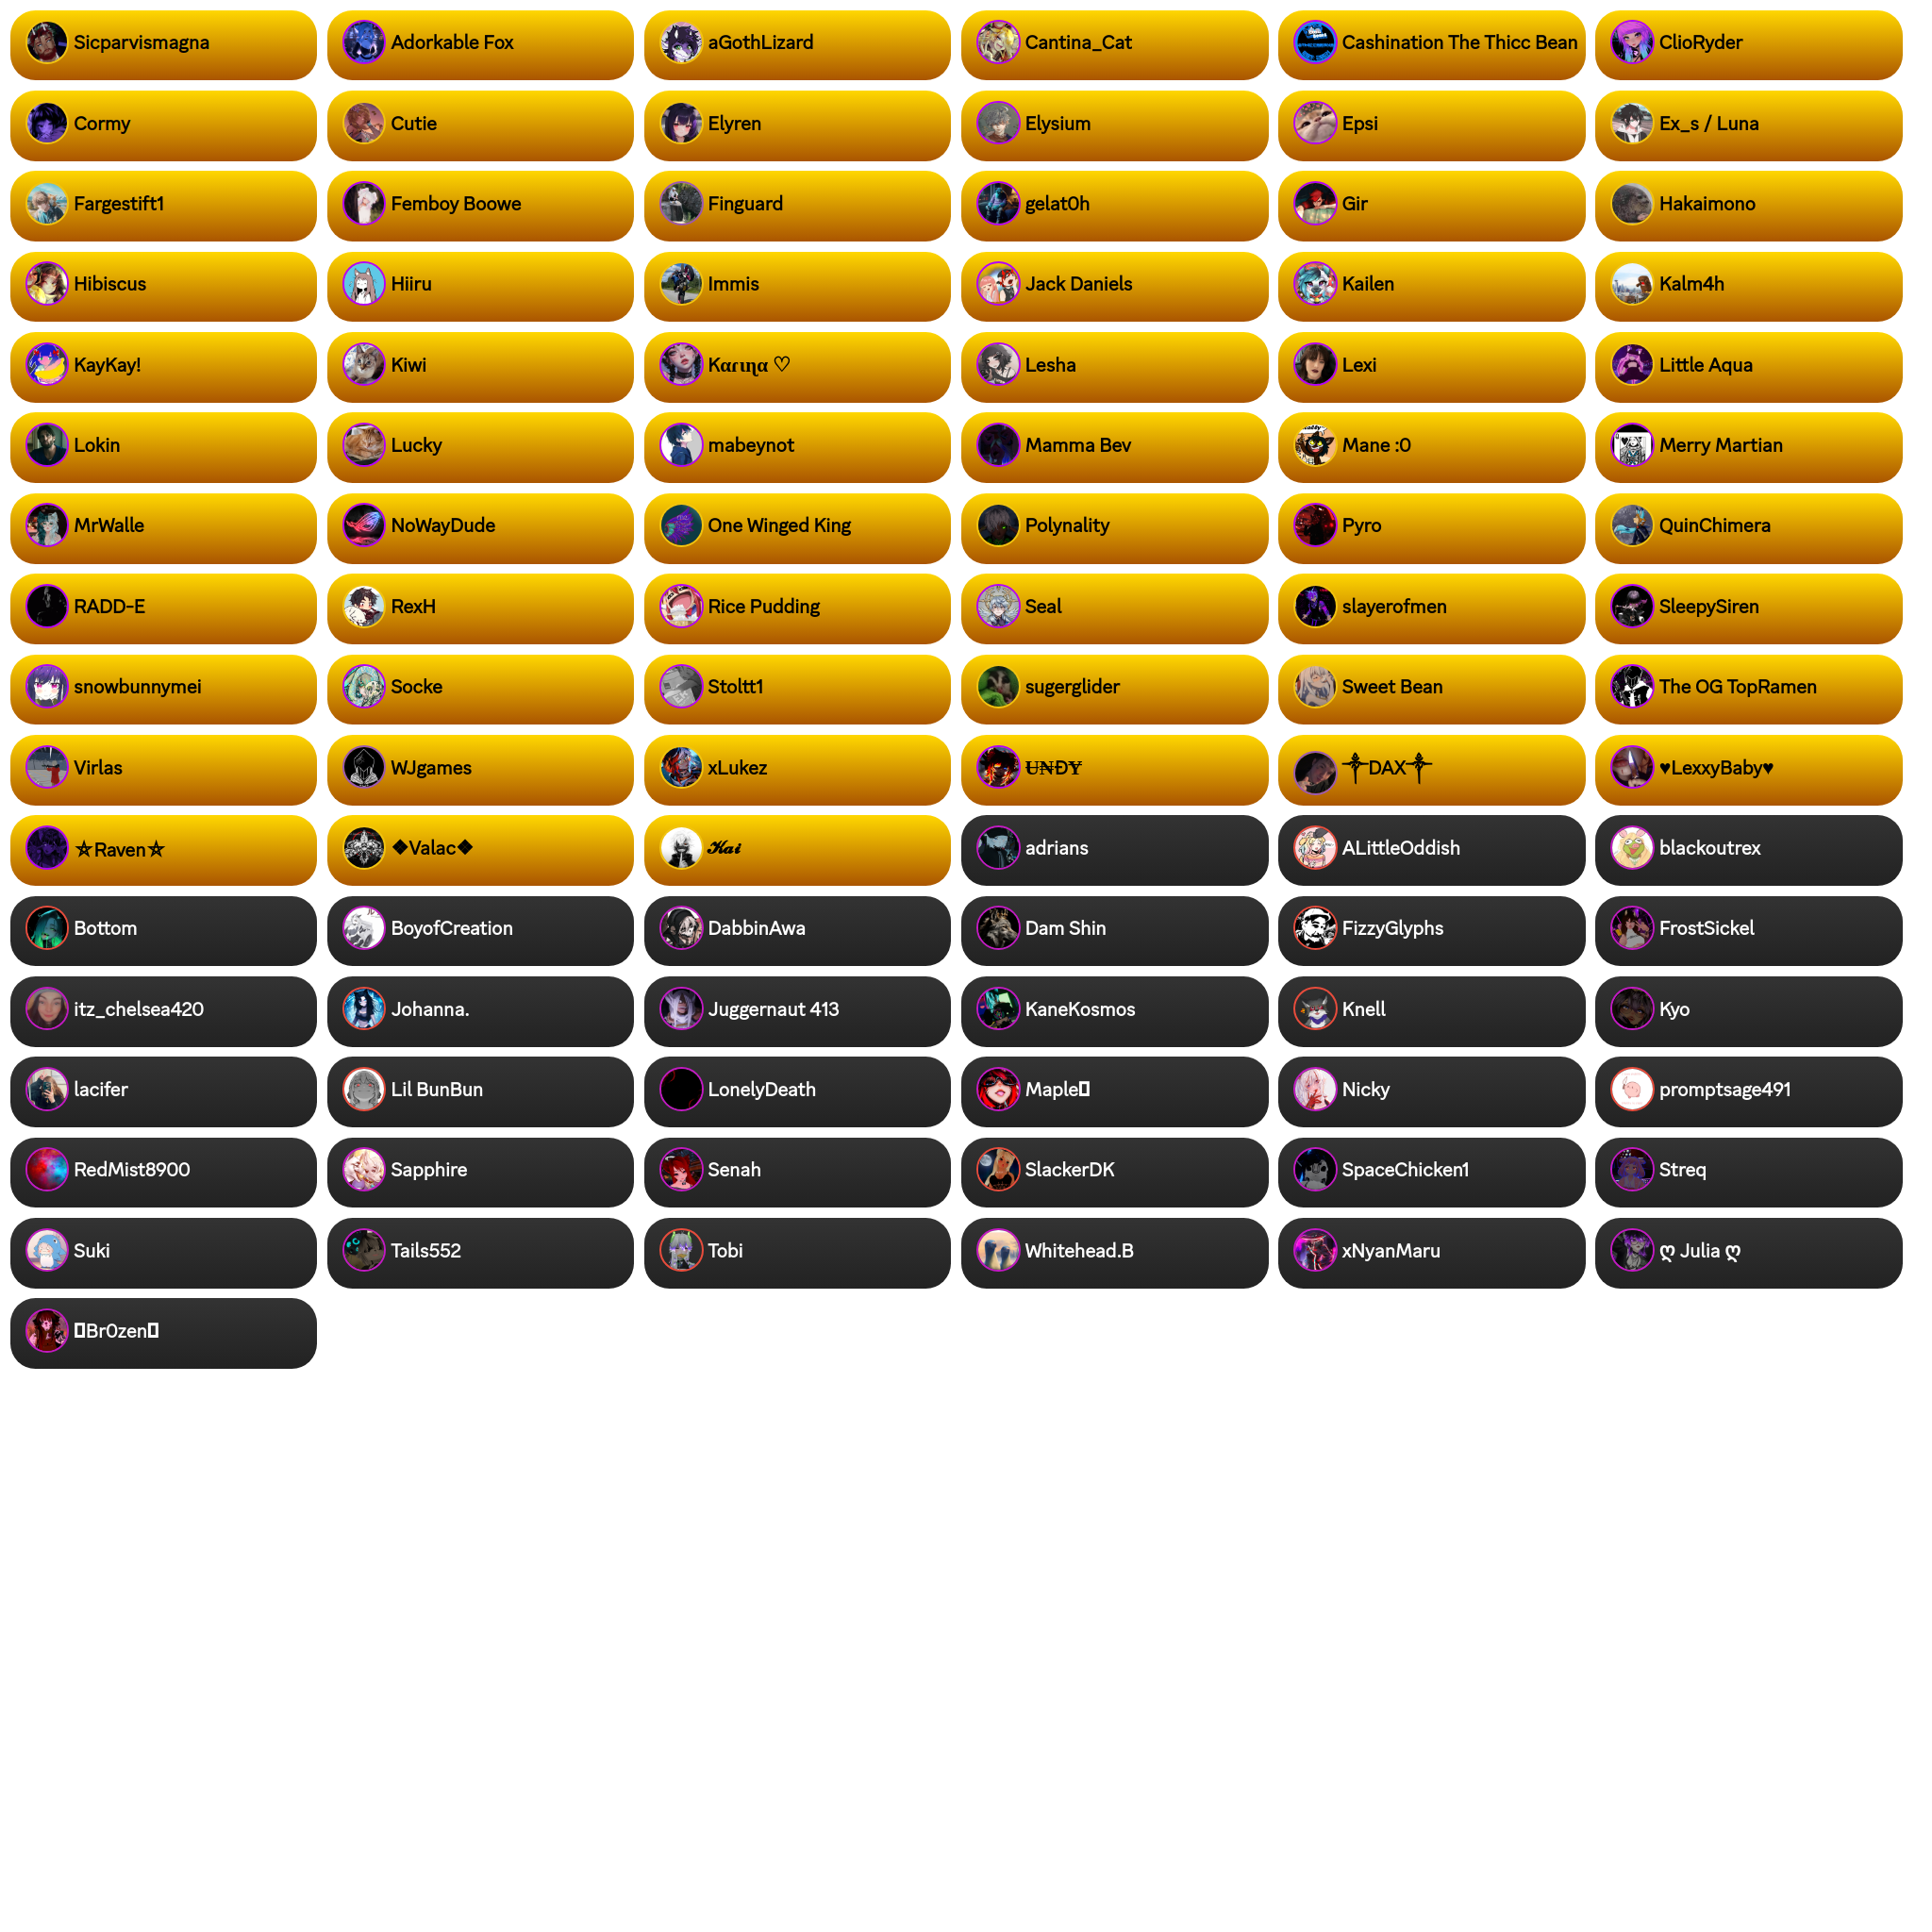 Sicparvismagna Adorkable Fox aGothLizard Cantina_Cat Cashination The Thicc Bean ClioRyder
Cormy Cutie Elyren Elysium Epsi Ex_s / Luna
Fargestift1 Femboy Boowe Finguard gelat0h Gir Hakaimono
Hibiscus Hiiru Immis Jack Daniels Kailen Kalm4h
KayKay! Kiwi Kαɾιɳα ♡ Lesha Lexi Little Aqua
Lokin Lucky mabeynot Mamma Bev Mane :0 Merry Martian
MrWalle NoWayDude One Winged King Polynality Pyro QuinChimera
RADD-E RexH Rice Pudding Seal slayerofmen SleepySiren
snowbunnymei Socke Stoltt1 sugerglider Sweet Bean The OG TopRamen
Virlas WJgames xLukez U̶N̶Đ̶Y̶ ⸸DAX⸸ ♥LexxyBaby♥
⛥Raven⛥ ❖Valac❖ 𝓚𝓪𝓲 adrians ALittleOddish blackoutrex
Bottom BoyofCreation DabbinAwa Dam Shin FizzyGlyphs FrostSickel
itz_chelsea420 Johanna. Juggernaut 413 KaneKosmos Knell Kyo
lacifer Lil BunBun LonelyDeath Maple Nicky promptsage491
RedMist8900 Sapphire Senah SlackerDK SpaceChicken1 Streq
Suki Tails552 Tobi Whitehead.B xNyanMaru ღ Julia ღ
Br0zen